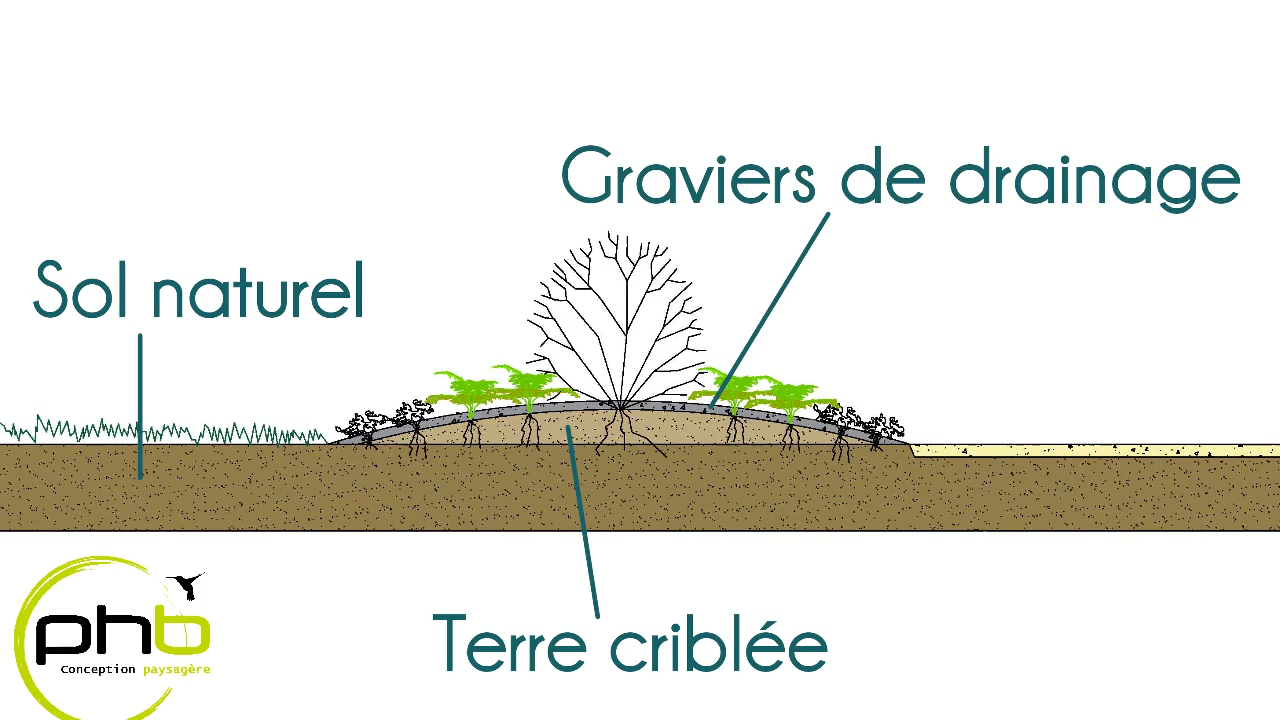 Graviers de drainage
Sol naturel
Terre criblée
phb
Conception paysagère